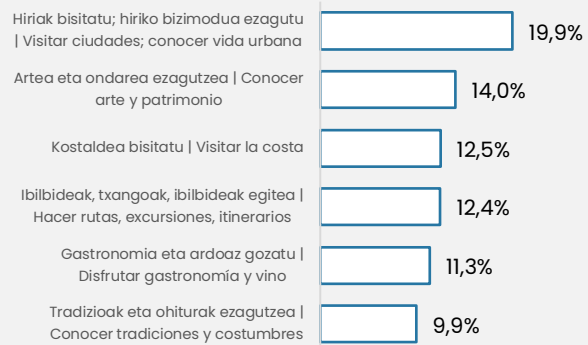 Hiriak bisitatu; hiriko bizimodua ezagutu
| Visitar ciudades; conocer vida urbana
19,9%
Artea eta ondarea ezagutzea | Conocer
arte y patrimonio
14,0%
Kostaldea bisitatu | Visitar la costa
12,5%
Ibilbideak, txangoak, ibilbideak egitea |
Hacer rutas, excursiones, itinerarios
12,4%
Gastronomia eta ardoaz gozatu |
Disfrutar gastronomía y vino
11,3%
Tradizioak eta ohiturak ezagutzea |
Conocer tradiciones y costumbres
9,9%